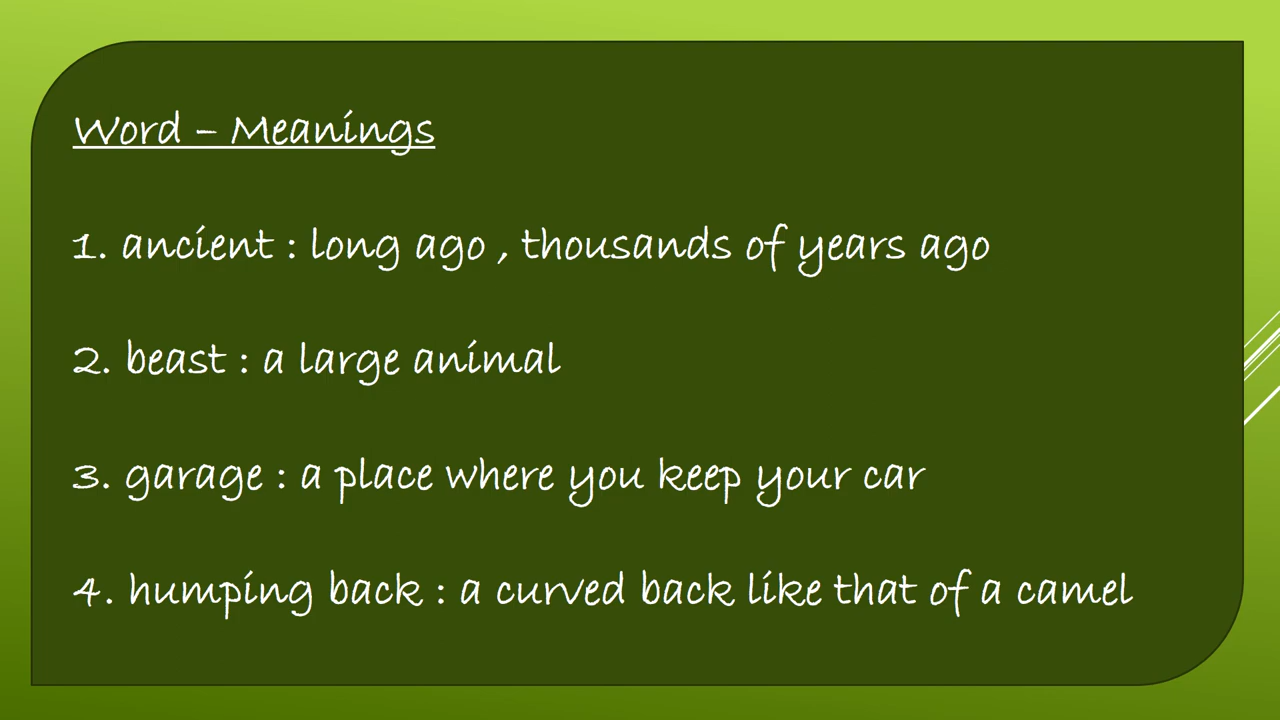 Word – Meanings
1. ancient : long ago , thousands of years ago
2. beast : a large animal
3. garage : a place where you keep your car
4. humping back : a curved back like that of a camel